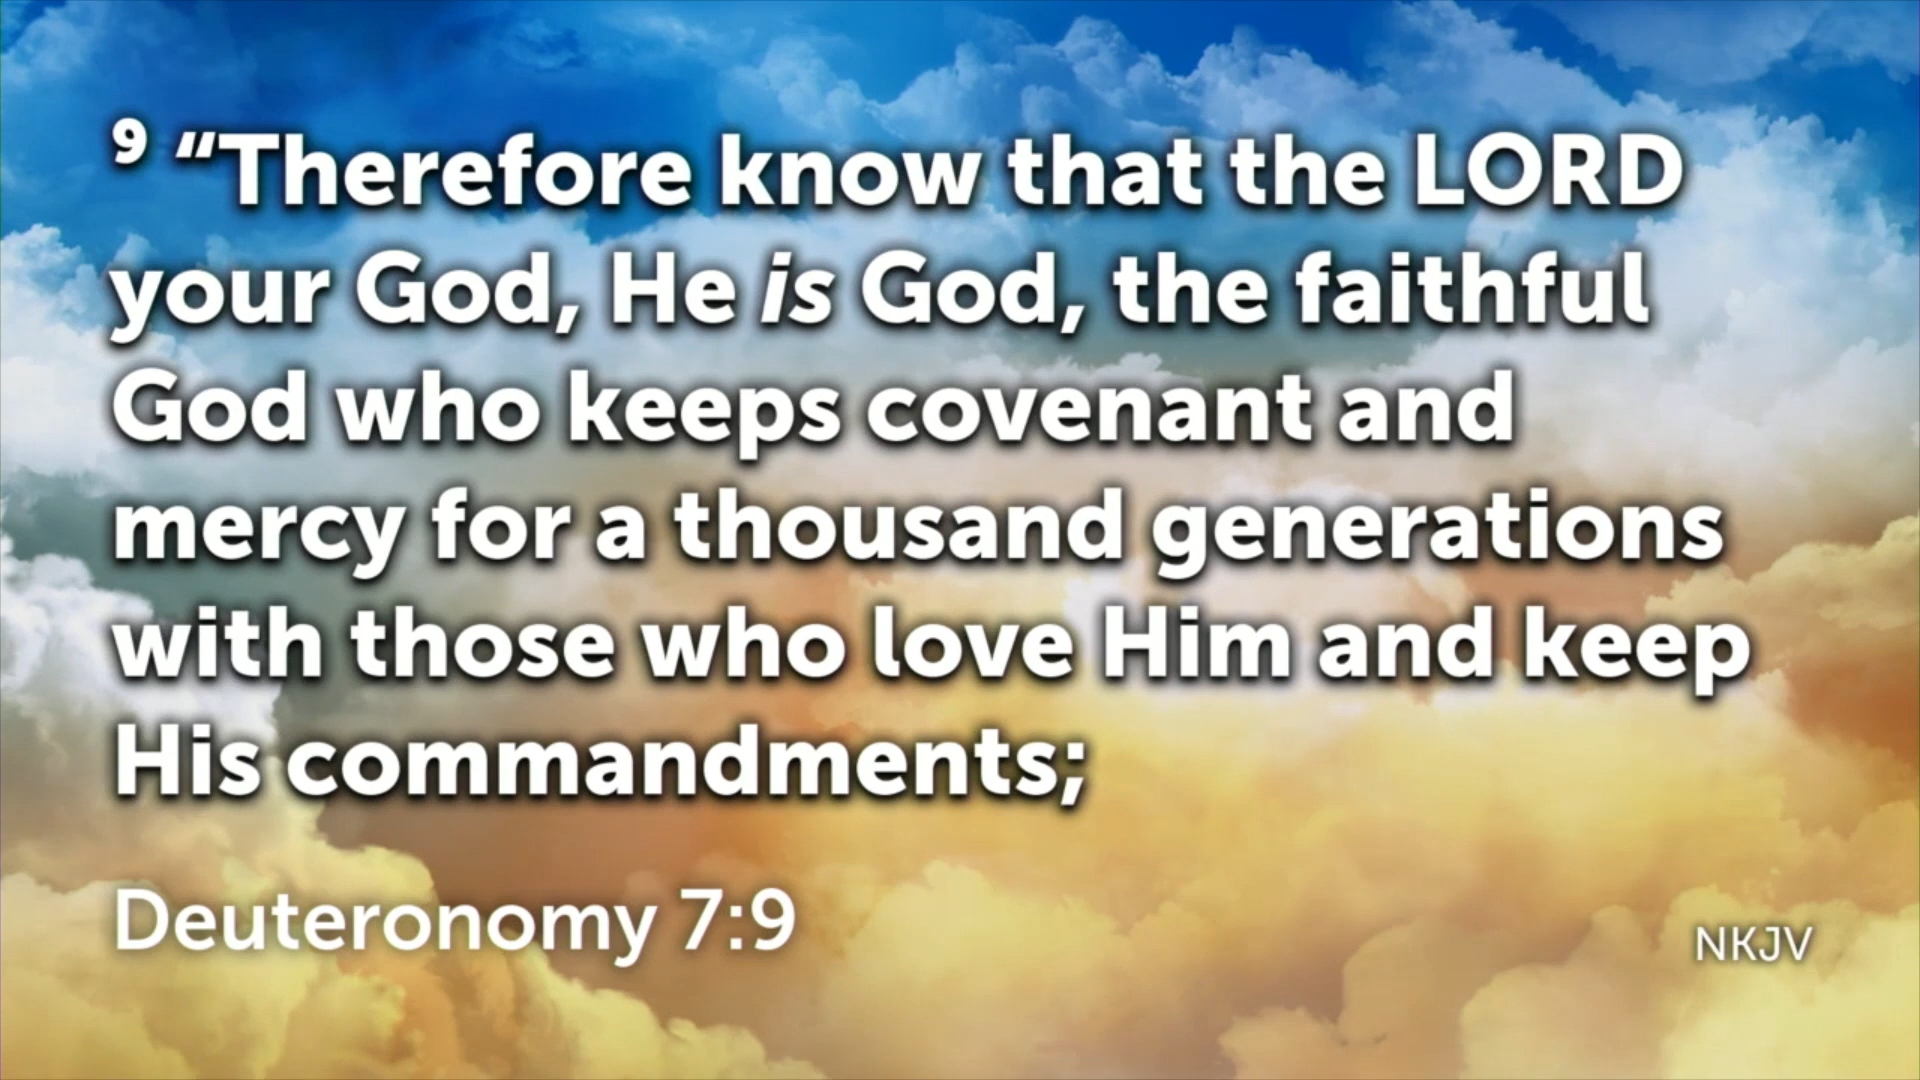 9 “Therefore know that the LORD
your God, He is God, the faithful
God who keeps covenant and
mercy for a thousand generations
with those who love Him and keep
His commandments;
Deuteronomy 7:9
NKJV